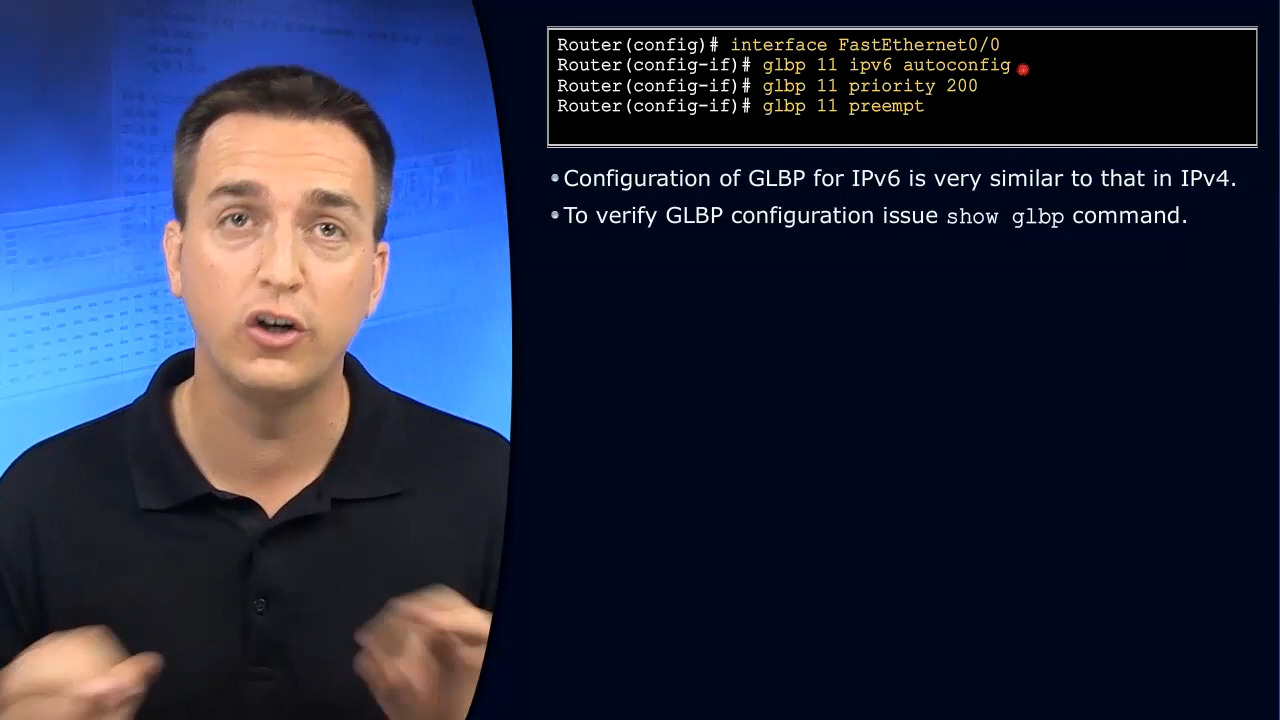 Router(config)# interface FastEthernet0/0
Router(config-if)# glbp 11 ipv6 autoconfig
Router(config-if)# glbp 11 priority 200
Router(config-if)# glbp 11 preempt
•Configuration of GLBP for IPv6 is very similar to that in IPv4.
•To verify GLBP configuration issue show glbp command.